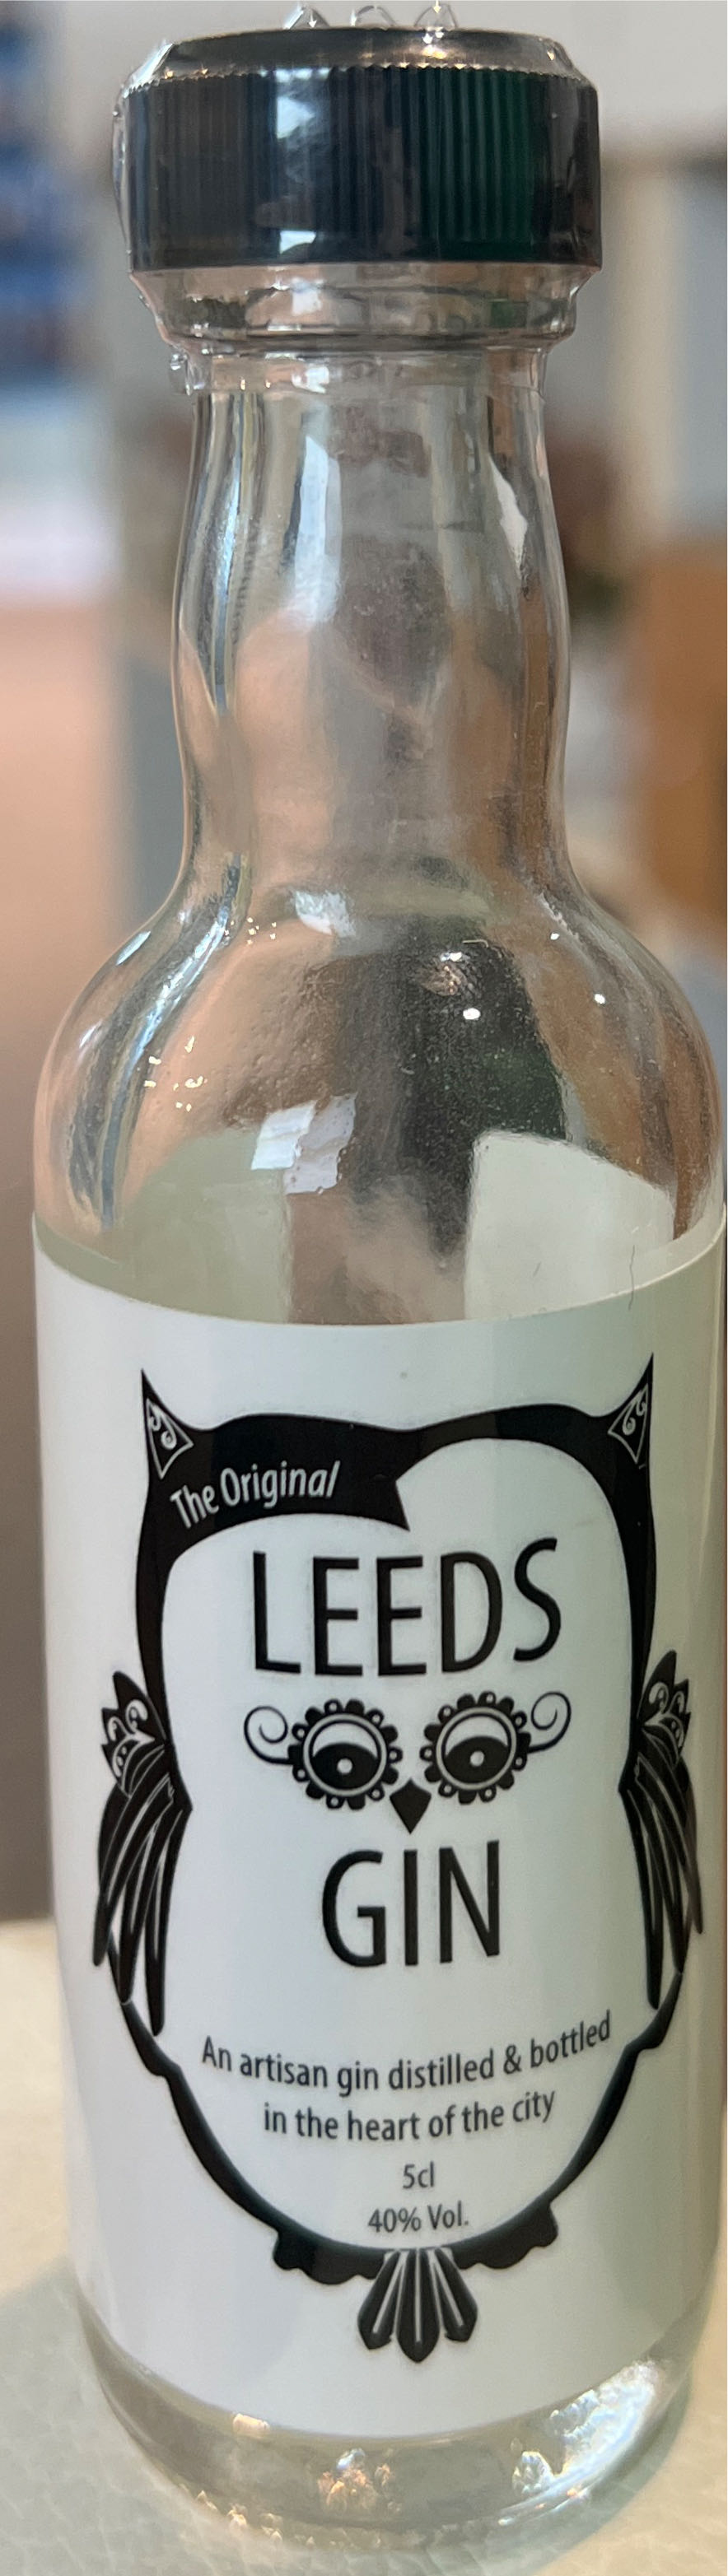 The Original
LEEDS
GIN
An artisan gin distilled & bottled
in the heart of the city
5cl
40% Vol.